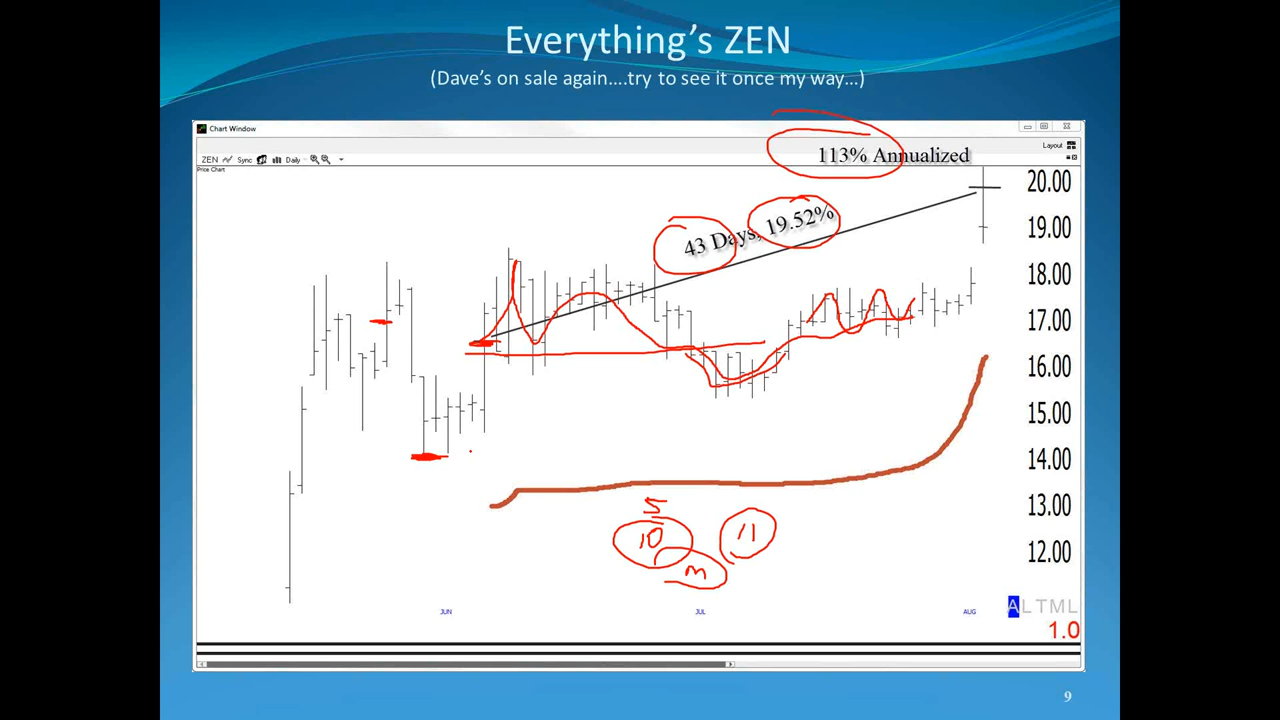 Everything’s ZEN
(Dave’s on sale again....try to see it once my way...)
Chart Window
Layout
ZEN Sync Daily
Price Chart
113% Annualized
43 Days, 19.52%
20.00
19.00
18.00
17.00
16.00
15.00
14.00
13.00
12.00
5
10
11
m
JUN JUL AUG
ALTML
1.0
9